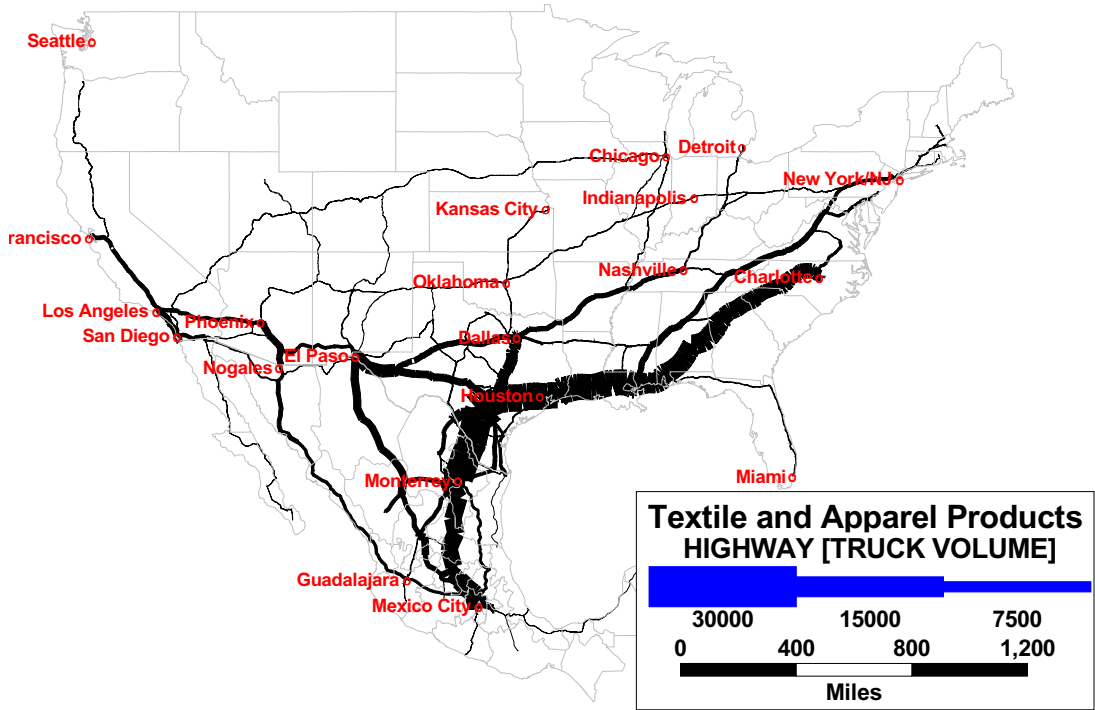 Seattle
Chicago
Detroit
New York/NJ
Indianapolis
Kansas City
rancisco
Nashville
Charlotte
Oklahoma
Los Angeles
Phoenix
San Diego
Dallas
El Paso
Nogales
Houston
Monterrey
Miami
Guadalajara
Mexico City
Textile and Apparel Products
HIGHWAY [TRUCK VOLUME]
30000 15000 7500
0 400 800 1,200
Miles